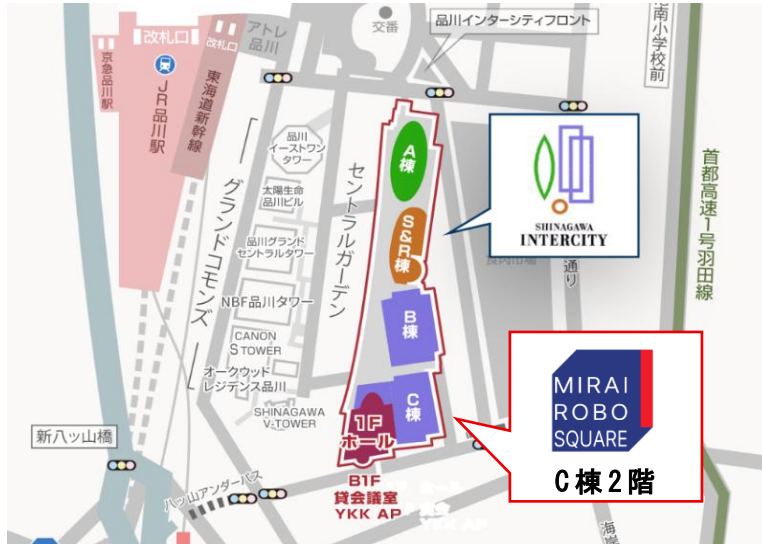 交番
品川インターシティフロント
港南小学校前
改札口
改札口
アトレ
品川
京急品川駅
JR品川駅
東海道新幹線
品川
イーストワン
タワー
太陽生命
品川ビル
品川グランド
セントラルタワー
NBF品川タワー
CANON
S TOWER
オークウッド
レジデンス品川
SHINAGAWA
V-TOWER
グランドコモンズ
セントラルガーデン
A棟
S&R棟
B棟
C棟
1F
ホール
B1F
貸会議室
YKK AP
SHINAGAWA
INTERCITY
通り
首都高速1号羽田線
MIRAI
ROBO
SQUARE
C棟2階
新八ッ山橋
八ッ山アンダーパス
海岸
YKK AP